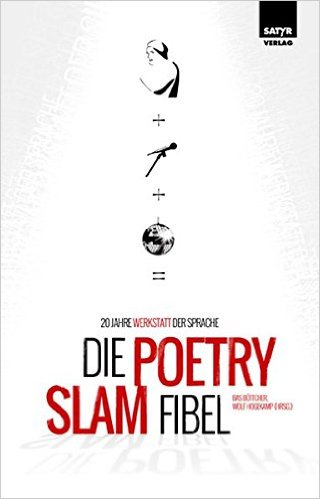 SATYR
VERLAG
+
+
=
20 JAHRE WERKSTATT DER SPRACHE
DIE POETRY
SLAM FIBEL
BAS BÖTTCHER,
WOLF HOGEKAMP (HRSG.)